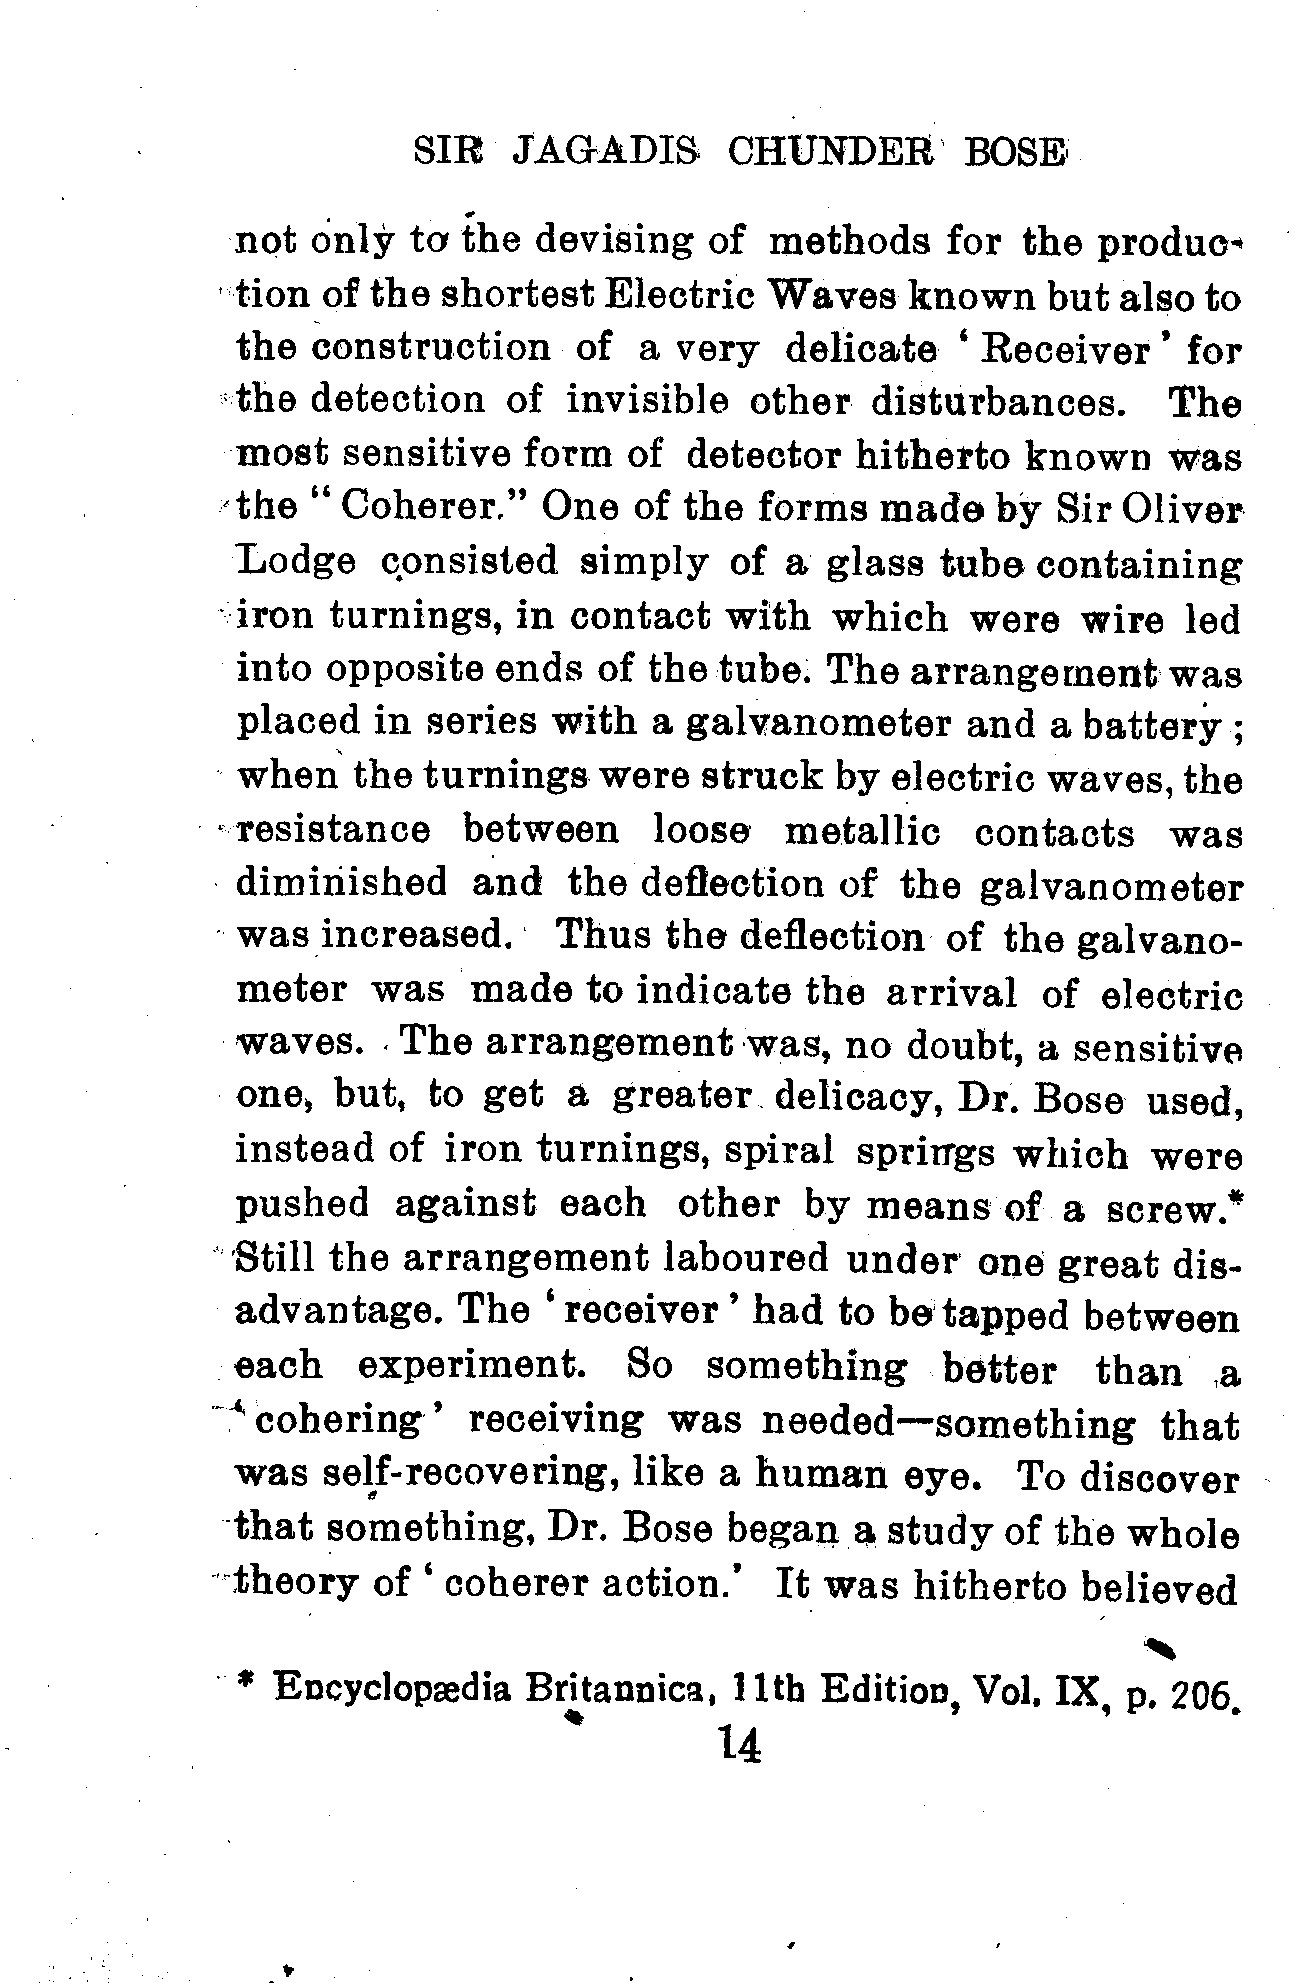 SIR JAGADIS CHUNDER BOSE
not only to the devising of methods for the produc-
tion of the shortest Electric Waves known but also to
the construction of a very delicate ‘ Receiver ’ for
the detection of invisible other disturbances. The
most sensitive form of detector hitherto known was
the “ Coherer.” One of the forms made by Sir Oliver
Lodge consisted simply of a glass tube containing
iron turnings, in contact with which were wire led
into opposite ends of the tube. The arrangement was
placed in series with a galvanometer and a battery ;
when the turnings were struck by electric waves, the
resistance between loose metallic contacts was
diminished and the deflection of the galvanometer
was increased. Thus the deflection of the galvano-
meter was made to indicate the arrival of electric
waves. The arrangement was, no doubt, a sensitive
one, but, to get a greater delicacy, Dr. Bose used,
instead of iron turnings, spiral springs which were
pushed against each other by means of a screw.*
Still the arrangement laboured under one great dis-
advantage. The ‘ receiver ’ had to be tapped between
each experiment. So something better than a
‘ cohering ’ receiving was needed—something that
was self-recovering, like a human eye. To discover
that something, Dr. Bose began a study of the whole
theory of ‘ coherer action.’ It was hitherto believed
* Encyclopædia Britannica, 11th Edition, Vol. IX, p. 206.
14